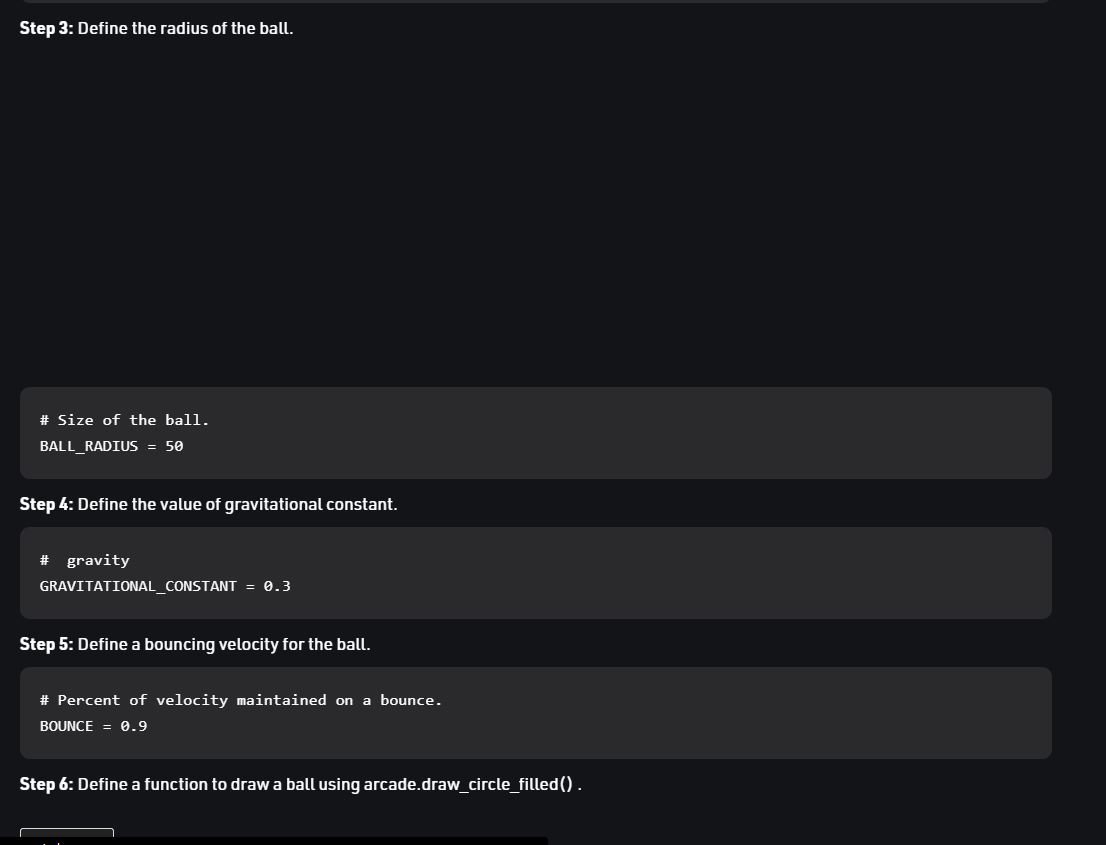 Step 3: Define the radius of the ball.
# Size of the ball.
BALL_RADIUS = 50
Step 4: Define the value of gravitational constant.
#  gravity
GRAVITATIONAL_CONSTANT = 0.3
Step 5: Define a bouncing velocity for the ball.
# Percent of velocity maintained on a bounce.
BOUNCE = 0.9
Step 6: Define a function to draw a ball using arcade.draw_circle_filled() .